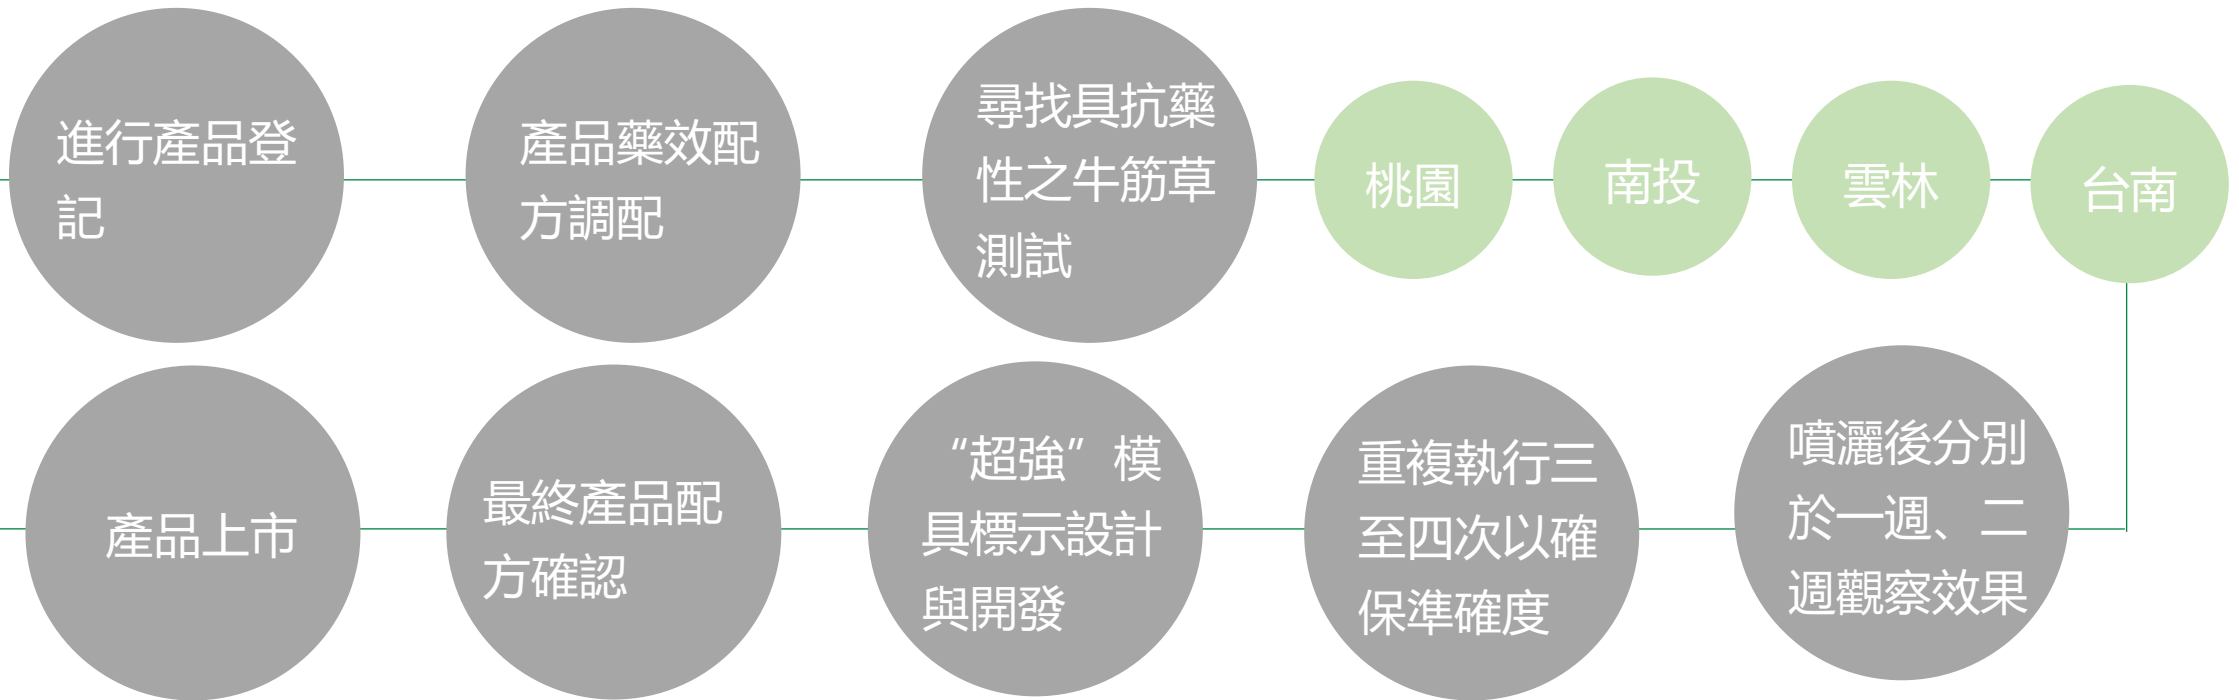 進行產品登
記
產品藥效配
方調配
尋找具抗藥
性之牛筋草
測試
桃園
南投
雲林
台南
噴灑後分別
於一週、二
週觀察效果
重複執行三
至四次以確
保準確度
“超強”模
具標示設計
與開發
最終產品配
方確認
產品上市